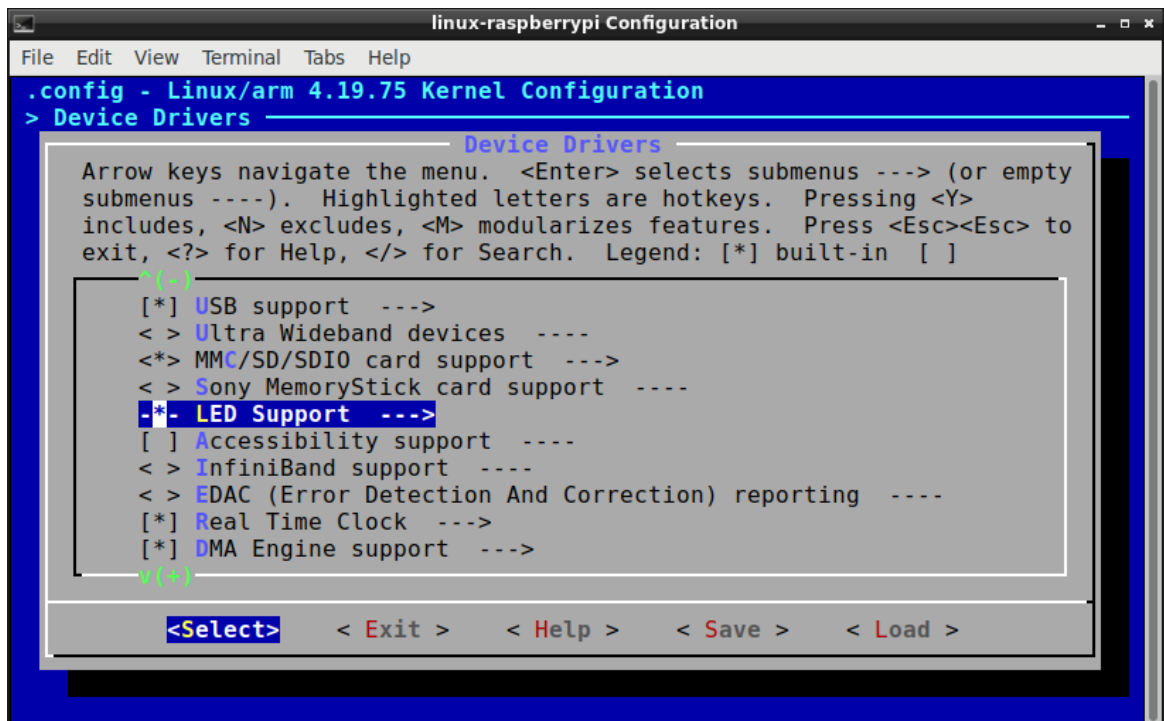 linux-raspberrypi Configuration
File Edit View Terminal Tabs Help
.config - Linux/arm 4.19.75 Kernel Configuration
> Device Drivers
Device Drivers
Arrow keys navigate the menu.  <Enter> selects submenus ---> (or empty
submenus ----).  Highlighted letters are hotkeys.  Pressing <Y>
includes, <N> excludes, <M> modularizes features.  Press <Esc><Esc> to
exit, <?> for Help, </> for Search.  Legend: [*] built-in  [ ]
^(-)
[*] USB support  --->
< > Ultra Wideband devices  ----
<*> MMC/SD/SDIO card support  --->
< > Sony MemoryStick card support  ----
-*- LED Support  --->
[ ] Accessibility support  ----
< > InfiniBand support  ----
< > EDAC (Error Detection And Correction) reporting  ----
[*] Real Time Clock  --->
[*] DMA Engine support  --->
v(+)
<Select>    < Exit >    < Help >    < Save >    < Load >